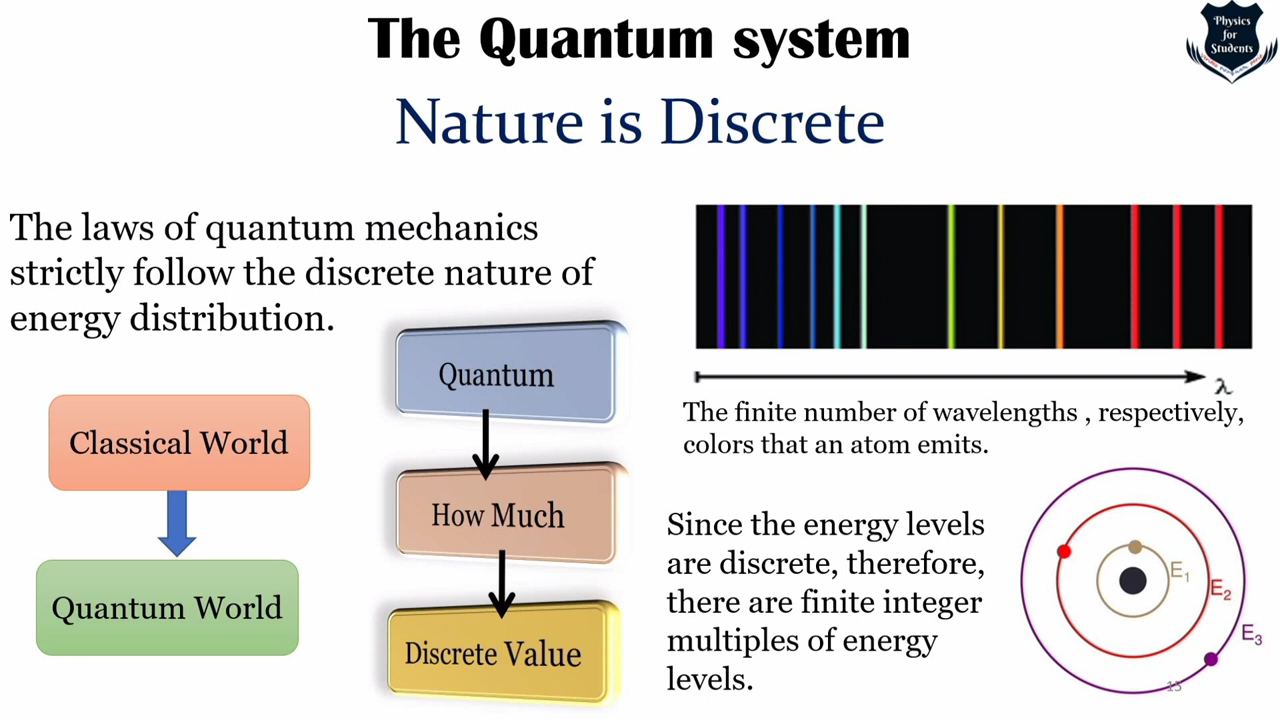 The Quantum system
Physics
for
Students
Nature is Discrete
The laws of quantum mechanics
strictly follow the discrete nature of
energy distribution.
Classical World
Quantum World
Quantum
How Much
Discrete Value
λ
The finite number of wavelengths , respectively,
colors that an atom emits.
Since the energy levels
are discrete, therefore,
there are finite integer
multiples of energy
levels.
E1
E2
E3
15